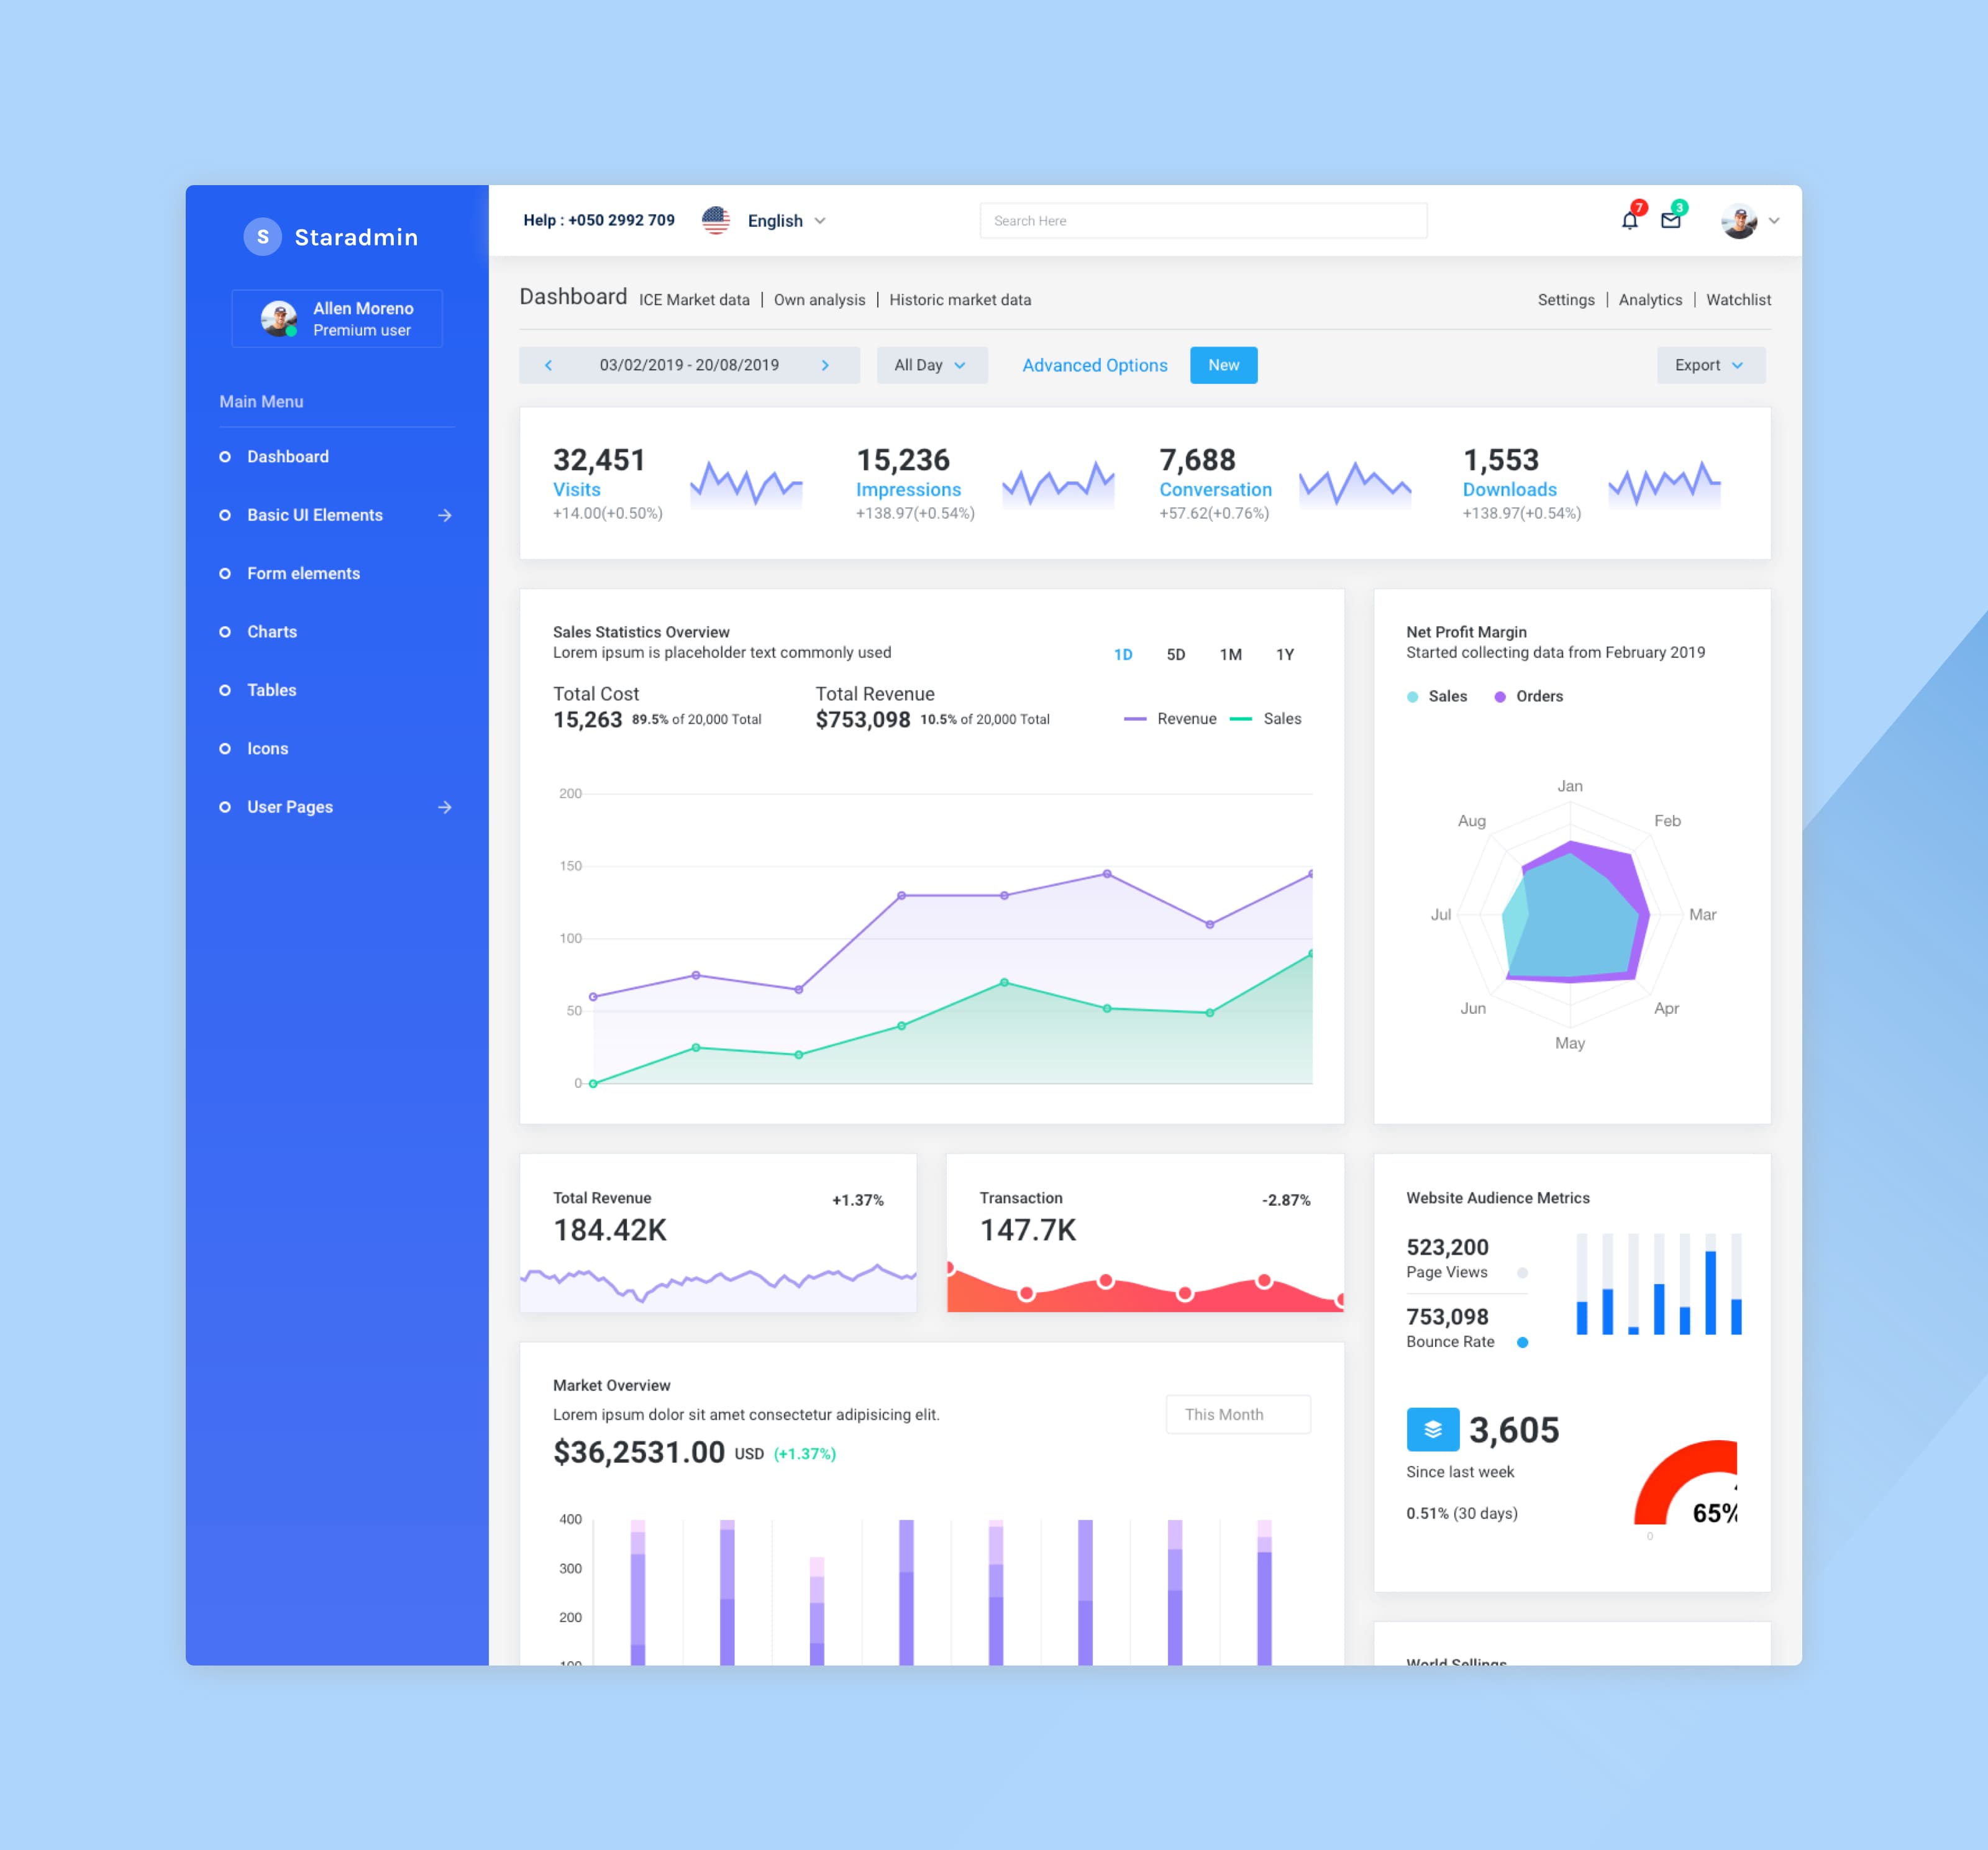 S Staradmin
Allen Moreno
Premium user
Main Menu
Dashboard
Basic UI Elements
Form elements
Charts
Tables
Icons
User Pages
Help : +050 2992 709 English
Search Here
7 3
Dashboard ICE Market data | Own analysis | Historic market data
Settings | Analytics | Watchlist
03/02/2019 - 20/08/2019 All Day Advanced Options New Export
32,451
Visits
+14.00(+0.50%)
15,236
Impressions
+138.97(+0.54%)
7,688
Conversation
+57.62(+0.76%)
1,553
Downloads
+138.97(+0.54%)
Sales Statistics Overview
Lorem ipsum is placeholder text commonly used
1D 5D 1M 1Y
Total Cost
15,263 89.5% of 20,000 Total
Total Revenue
$753,098 10.5% of 20,000 Total
Revenue Sales
200
150
100
50
0
Net Profit Margin
Started collecting data from February 2019
Sales Orders
Jan
Feb
Mar
Apr
May
Jun
Jul
Aug
Total Revenue +1.37%
184.42K
Transaction -2.87%
147.7K
Website Audience Metrics
523,200
Page Views
753,098
Bounce Rate
3,605
Since last week
0.51% (30 days)
65%
0
Market Overview
Lorem ipsum dolor sit amet consectetur adipisicing elit.
$36,2531.00 USD (+1.37%)
This Month
400
300
200
100
World Sellings